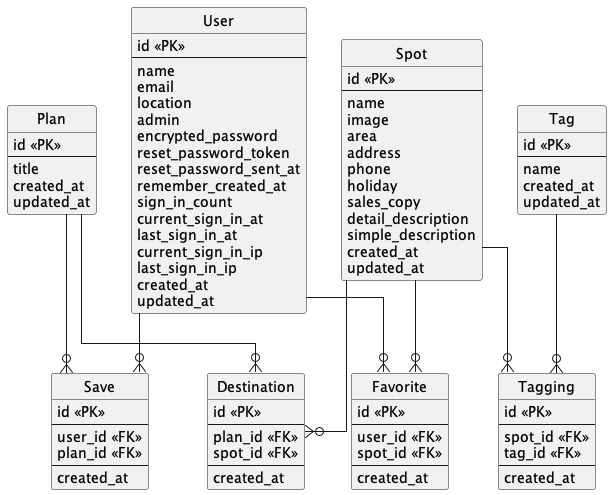 User
id «PK»
name
email
location
admin
encrypted_password
reset_password_token
reset_password_sent_at
remember_created_at
sign_in_count
current_sign_in_at
last_sign_in_at
current_sign_in_ip
last_sign_in_ip
created_at
updated_at
Spot
id «PK»
name
image
area
address
phone
holiday
sales_copy
detail_description
simple_description
created_at
updated_at
Plan
id «PK»
title
created_at
updated_at
Tag
id «PK»
name
created_at
updated_at
Save
id «PK»
user_id «FK»
plan_id «FK»
created_at
Destination
id «PK»
plan_id «FK»
spot_id «FK»
created_at
Favorite
id «PK»
user_id «FK»
spot_id «FK»
created_at
Tagging
id «PK»
spot_id «FK»
tag_id «FK»
created_at